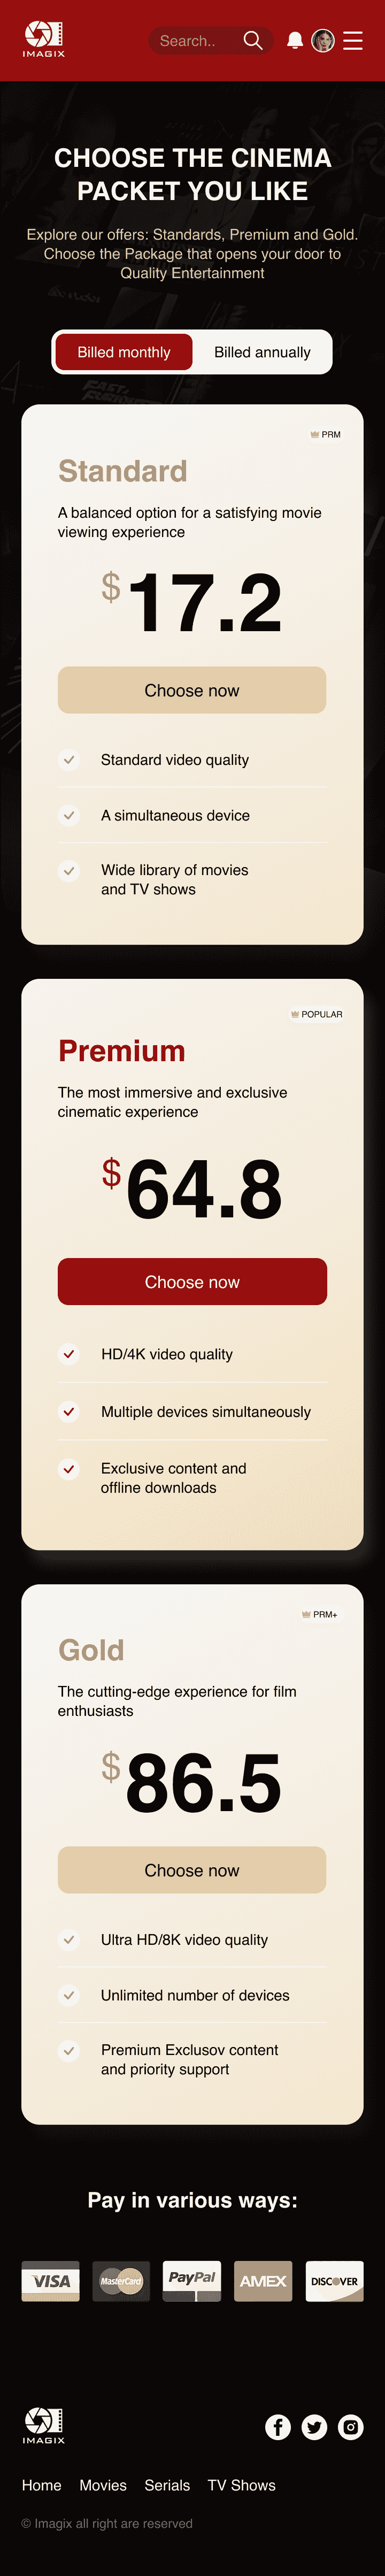 IMAGIX
Search..
CHOOSE THE CINEMA
PACKET YOU LIKE
Explore our offers: Standards, Premium and Gold.
Choose the Package that opens your door to
Quality Entertainment
Billed monthly
Billed annually
PRM
Standard
A balanced option for a satisfying movie
viewing experience
$17.2
Choose now
Standard video quality
A simultaneous device
Wide library of movies
and TV shows
POPULAR
Premium
The most immersive and exclusive
cinematic experience
$64.8
Choose now
HD/4K video quality
Multiple devices simultaneously
Exclusive content and
offline downloads
PRM+
Gold
The cutting-edge experience for film
enthusiasts
$86.5
Choose now
Ultra HD/8K video quality
Unlimited number of devices
Premium Exclusov content
and priority support
Pay in various ways:
VISA
MasterCard
PayPal
AMEX
DISCOVER
IMAGIX
Home Movies Serials TV Shows
© Imagix all right are reserved